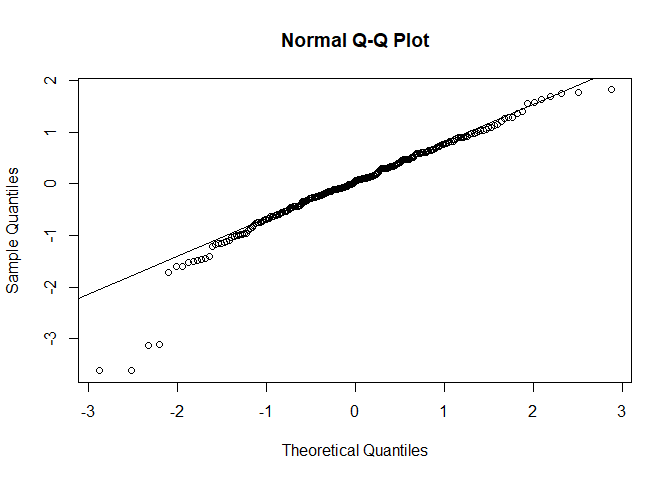 Normal Q-Q Plot
Sample Quantiles
2
1
0
-1
-2
-3
-3 -2 -1 0 1 2 3
Theoretical Quantiles